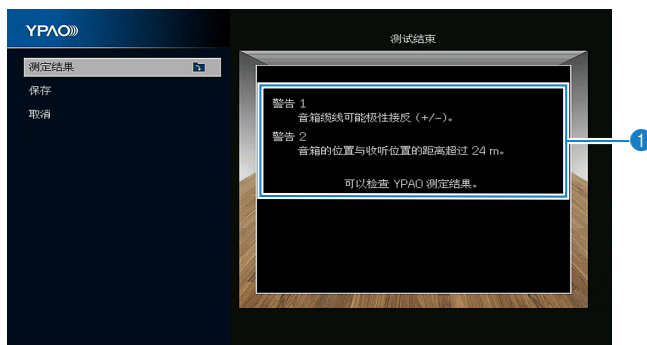 YPAO
测定结果
保存
取消
测试结束
警告 1
音箱缆线可能极性接反 (+/-)。
警告 2
音箱的位置与收听位置的距离超过 24 m。
可以检查 YPAO 测定结果。
1